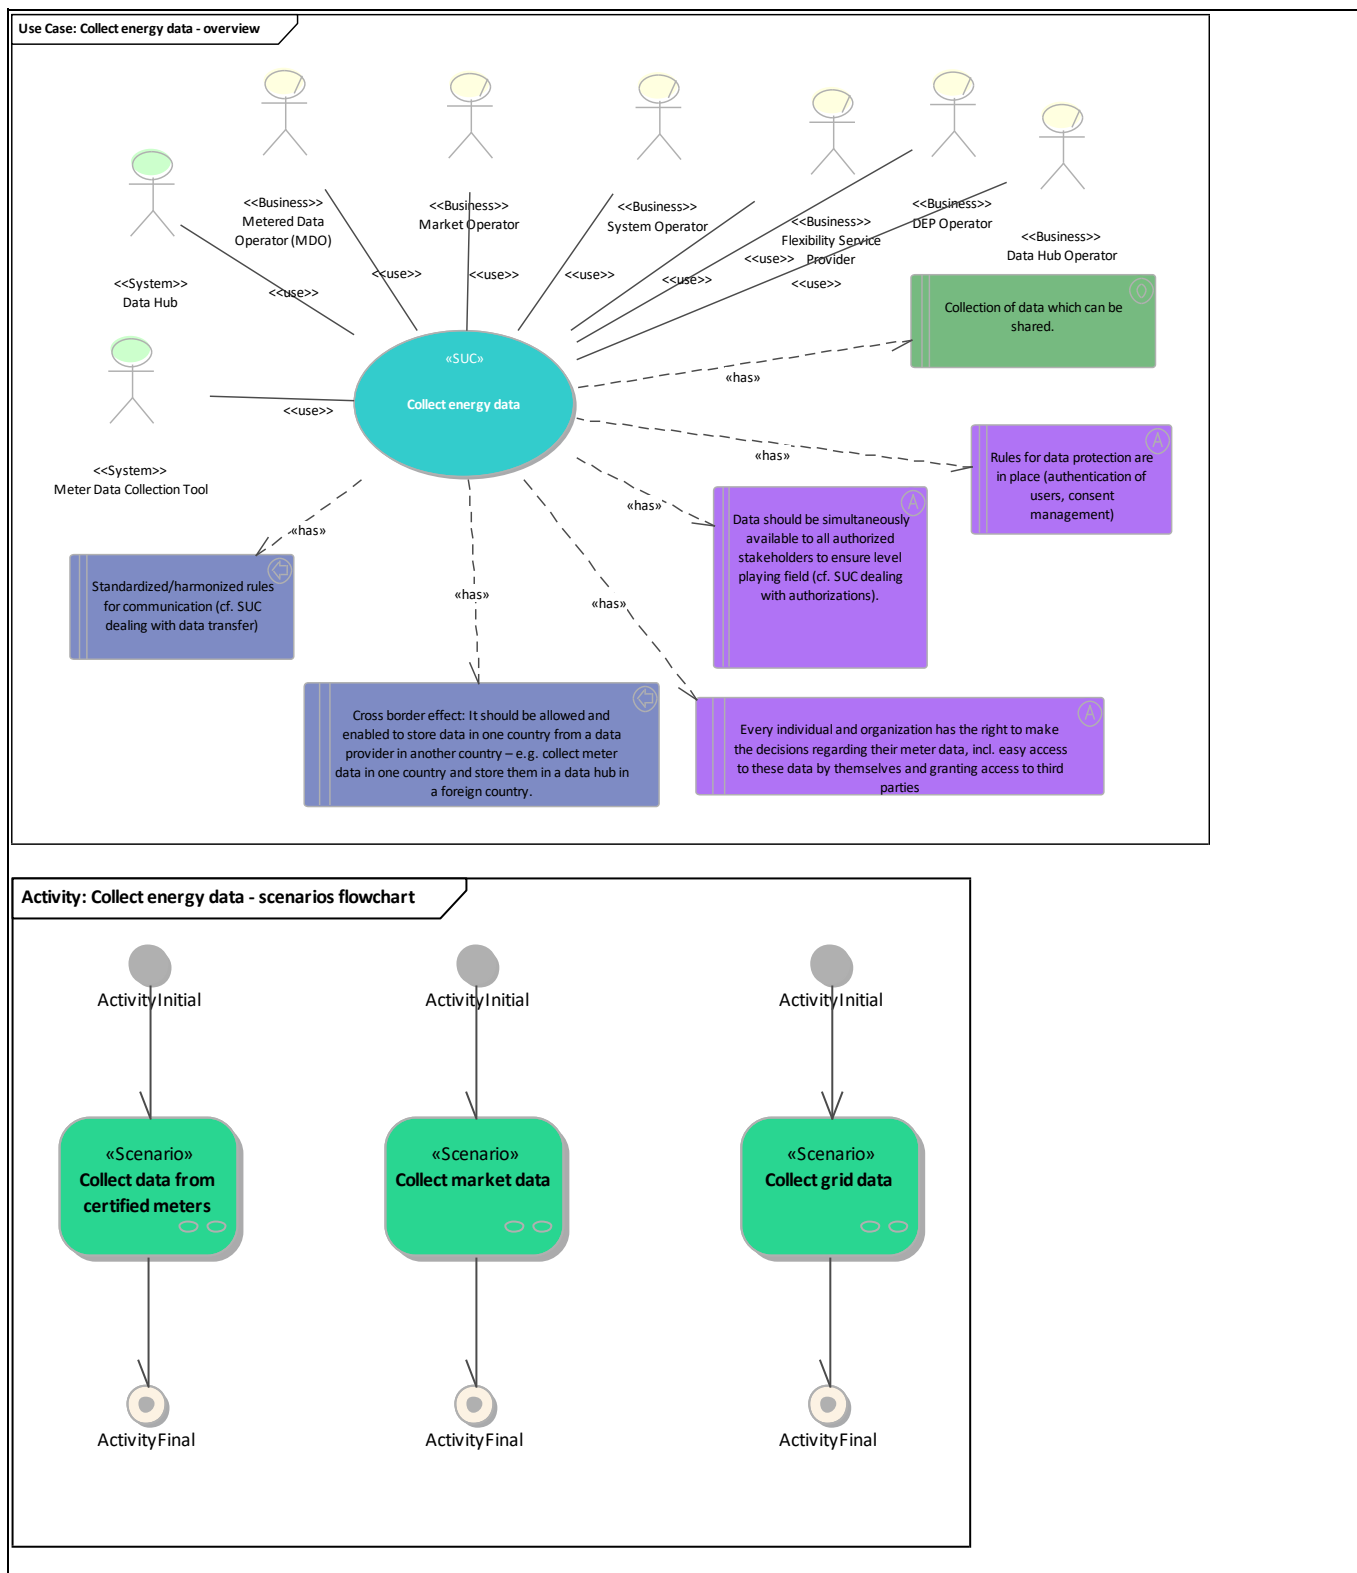 Use Case: Collect energy data - overview
<<Business>>
Metered Data
Operator (MDO)
<<Business>>
Market Operator
<<Business>>
System Operator
<<Business>>
Flexibility Service
Provider
<<Business>>
DEP Operator
<<Business>>
Data Hub Operator
<<System>>
Data Hub
<<use>>
<<use>>
<<use>>
<<use>>
<<use>>
<<use>>
<<use>>
<<System>>
Meter Data Collection Tool
<<use>>
«SUC»
Collect energy data
«has»
Collection of data which can be
shared.
O
«has»
Rules for data protection are
in place (authentication of
users, consent
management)
A
«has»
Data should be simultaneously
available to all authorized
stakeholders to ensure level
playing field (cf. SUC dealing
with authorizations).
A
«has»
Standardized/harmonized rules
for communication (cf. SUC
dealing with data transfer)
«has»
Cross border effect: It should be allowed and
enabled to store data in one country from a data
provider in another country – e.g. collect meter
data in one country and store them in a data hub in
a foreign country.
«has»
Every individual and organization has the right to make
the decisions regarding their meter data, incl. easy access
to these data by themselves and granting access to third
parties
A
Activity: Collect energy data - scenarios flowchart
ActivityInitial
ActivityInitial
ActivityInitial
«Scenario»
Collect data from
certified meters
«Scenario»
Collect market data
«Scenario»
Collect grid data
ActivityFinal
ActivityFinal
ActivityFinal